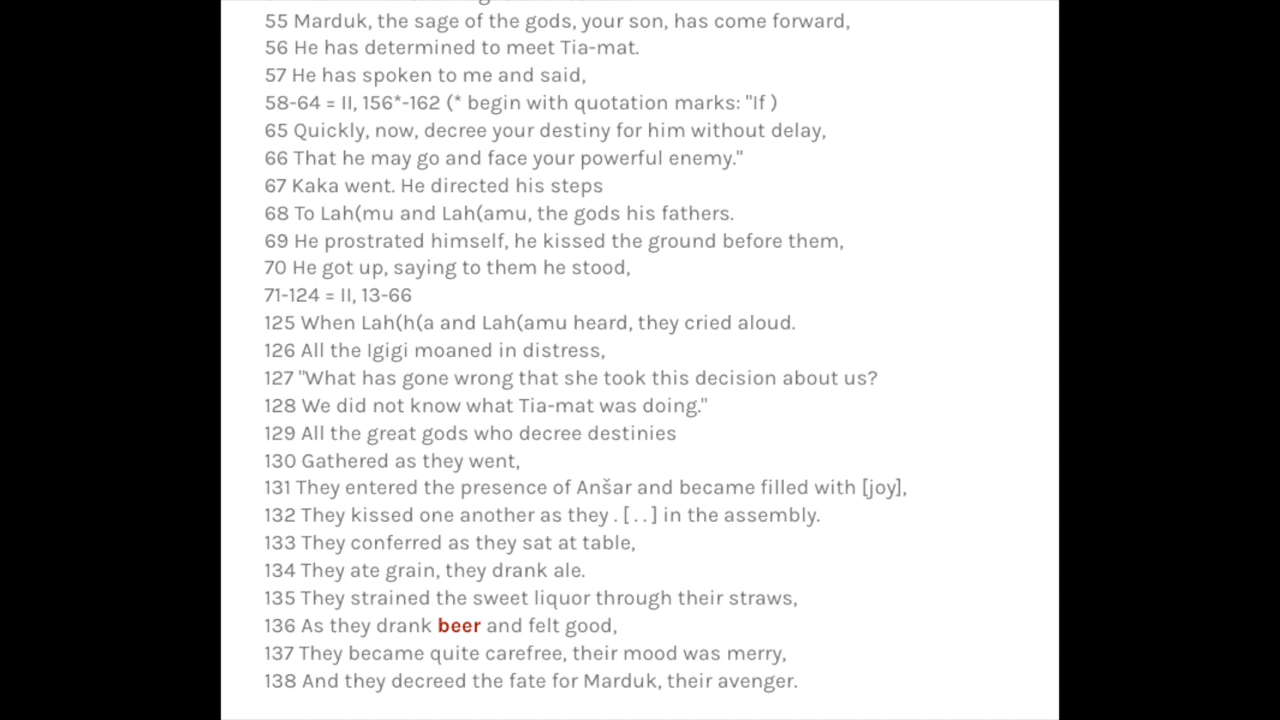 55 Marduk, the sage of the gods, your son, has come forward,
56 He has determined to meet Tia-mat.
57 He has spoken to me and said,
58-64 = II, 156*-162 (* begin with quotation marks: "If )
65 Quickly, now, decree your destiny for him without delay,
66 That he may go and face your powerful enemy."
67 Kaka went. He directed his steps
68 To Lah(mu and Lah(amu, the gods his fathers.
69 He prostrated himself, he kissed the ground before them,
70 He got up, saying to them he stood,
71-124 = II, 13-66
125 When Lah(h(a and Lah(amu heard, they cried aloud.
126 All the Igigi moaned in distress,
127 "What has gone wrong that she took this decision about us?
128 We did not know what Tia-mat was doing."
129 All the great gods who decree destinies
130 Gathered as they went,
131 They entered the presence of Anšar and became filled with [joy],
132 They kissed one another as they . [ . . ] in the assembly.
133 They conferred as they sat at table,
134 They ate grain, they drank ale.
135 They strained the sweet liquor through their straws,
136 As they drank beer and felt good,
137 They became quite carefree, their mood was merry,
138 And they decreed the fate for Marduk, their avenger.